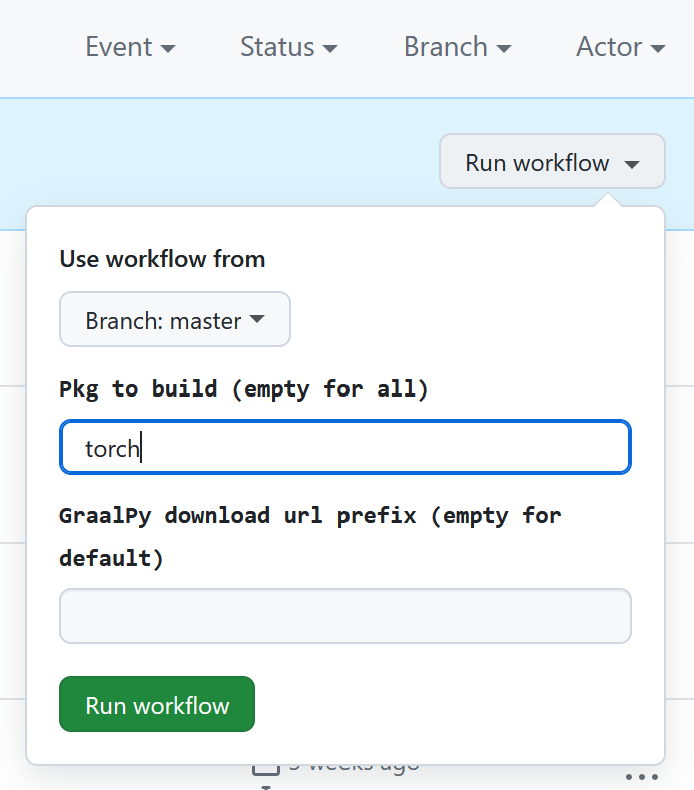 Event Status Branch Actor
Run workflow
Use workflow from
Branch: master
Pkg to build (empty for all)
torch
GraalPy download url prefix (empty for
default)
Run workflow
weeks ago